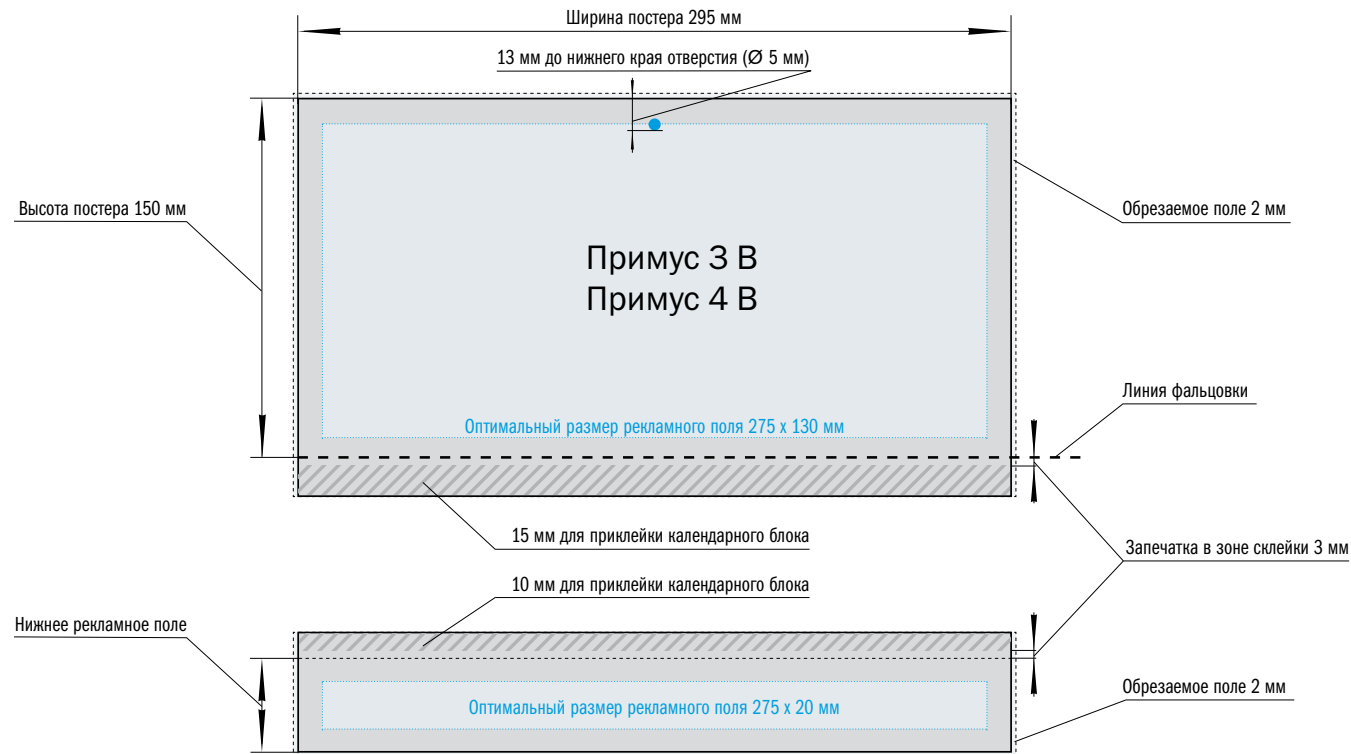 Ширина постера 295 мм
13 мм до нижнего края отверстия (Ø 5 мм)
Высота постера 150 мм
Обрезаемое поле 2 мм
Примус 3 В
Примус 4 В
Линия фальцовки
Оптимальный размер рекламного поля 275 х 130 мм
15 мм для приклейки календарного блока
Запечатка в зоне склейки 3 мм
10 мм для приклейки календарного блока
Нижнее рекламное поле
Обрезаемое поле 2 мм
Оптимальный размер рекламного поля 275 х 20 мм